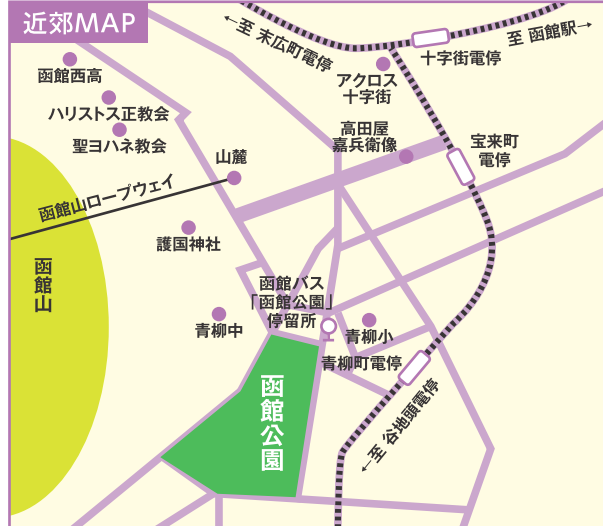 近郊MAP
←至 末広町電停
至 函館駅→
十字街電停
函館西高
アクロス
十字街
ハリストス正教会
聖ヨハネ教会
高田屋
嘉兵衛像
宝来町
電停
山麓
函館山ロープウェイ
護国神社
函館山
函館バス
「函館公園」
停留所
青柳中
青柳小
青柳町電停
函館公園
←至 谷地頭電停